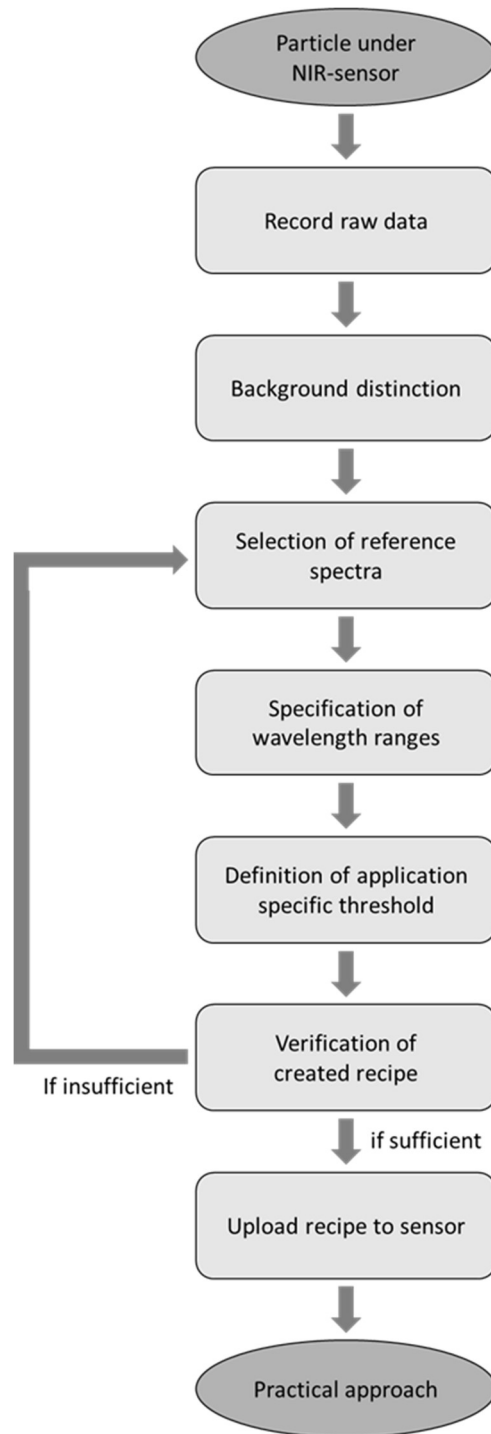 Particle under
NIR-sensor
Record raw data
Background distinction
Selection of reference
spectra
Specification of
wavelength ranges
Definition of application
specific threshold
Verification of
created recipe
If insufficient
if sufficient
Upload recipe to sensor
Practical approach